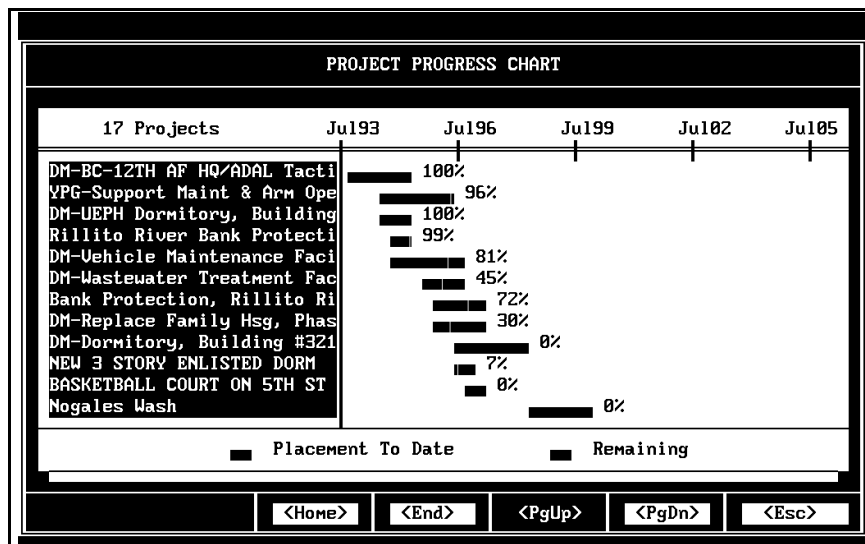 PROJECT PROGRESS CHART
17 Projects Jul93 Jul96 Jul99 Jul02 Jul05
DM-BC-12TH AF HQ/ADAL Tacti 100%
YPG-Support Maint & Arm Ope 96%
DM-UEPH Dormitory, Building 100%
Rillito River Bank Protecti 99%
DM-Vehicle Maintenance Faci 81%
DM-Wastewater Treatment Fac 45%
Bank Protection, Rillito Ri 72%
DM-Replace Family Hsg, Phas 30%
DM-Dormitory, Building #321 0%
NEW 3 STORY ENLISTED DORM 7%
BASKETBALL COURT ON 5TH ST 0%
Nogales Wash 0%
Placement To Date Remaining
<Home> <End> <PgUp> <PgDn> <Esc>